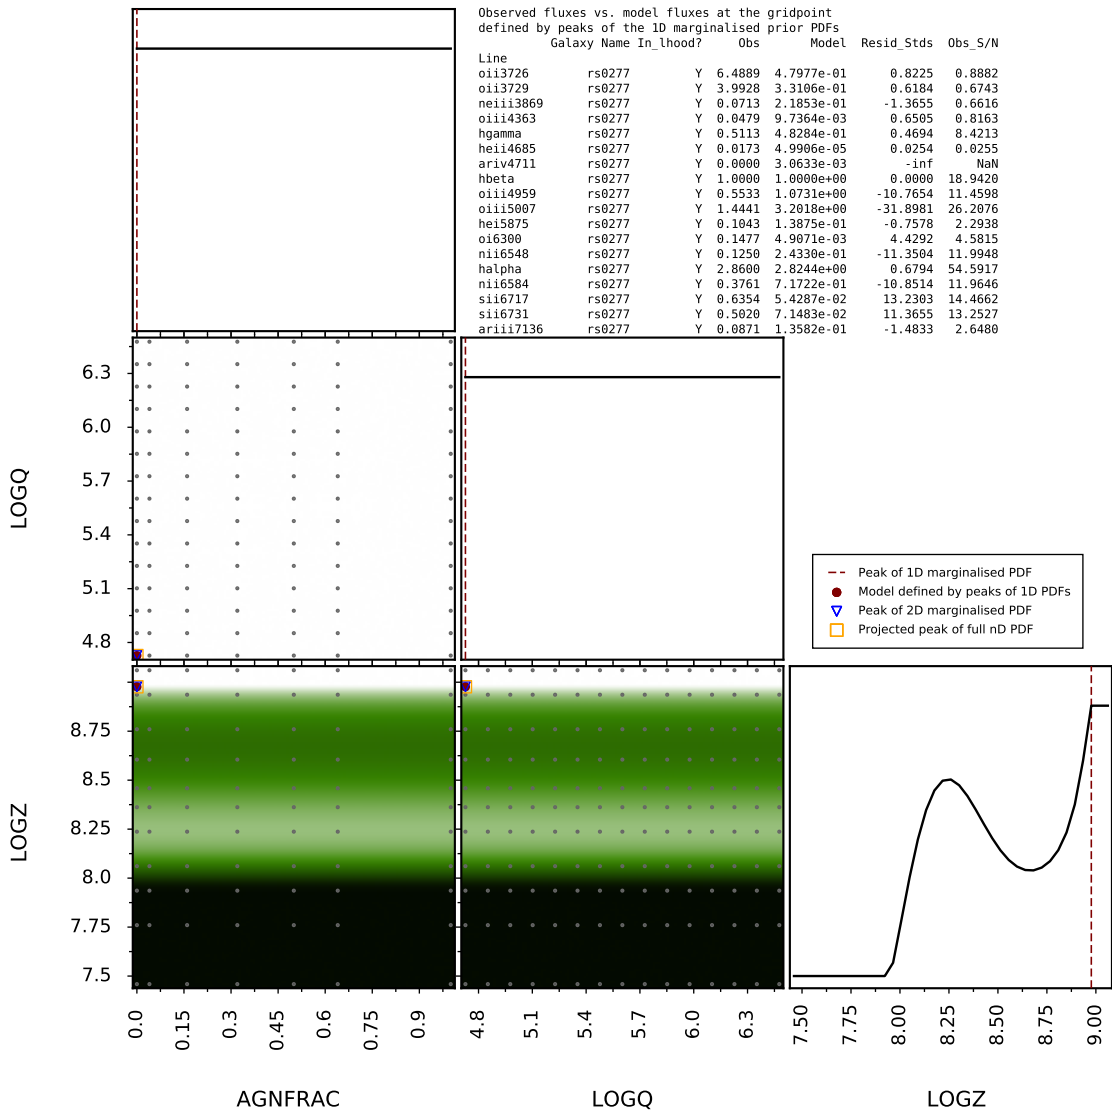 Observed fluxes vs. model fluxes at the gridpoint
defined by peaks of the 1D marginalised prior PDFs
Galaxy Name In_lhood? Obs Model Resid_Stds Obs_S/N
Line
oii3726 rs0277 Y 6.4889 4.7977e-01 0.8225 0.8882
oii3729 rs0277 Y 3.9928 3.3106e-01 0.6184 0.6743
neiii3869 rs0277 Y 0.0713 2.1853e-01 -1.3655 0.6616
oiii4363 rs0277 Y 0.0479 9.7364e-03 0.6505 0.8163
hgamma rs0277 Y 0.5113 4.8284e-01 0.4694 8.4213
heii4685 rs0277 Y 0.0173 4.9906e-05 0.0254 0.0255
ariv4711 rs0277 Y 0.0000 3.0633e-03 -inf NaN
hbeta rs0277 Y 1.0000 1.0000e+00 0.0000 18.9420
oiii4959 rs0277 Y 0.5533 1.0731e+00 -10.7654 11.4598
oiii5007 rs0277 Y 1.4441 3.2018e+00 -31.8981 26.2076
hei5875 rs0277 Y 0.1043 1.3875e-01 -0.7578 2.2938
oi6300 rs0277 Y 0.1477 4.9071e-03 4.4292 4.5815
nii6548 rs0277 Y 0.1250 2.4330e-01 -11.3504 11.9948
halpha rs0277 Y 2.8600 2.8244e+00 0.6794 54.5917
nii6584 rs0277 Y 0.3761 7.1722e-01 -10.8514 11.9646
sii6717 rs0277 Y 0.6354 5.4287e-02 13.2303 14.4662
sii6731 rs0277 Y 0.5020 7.1483e-02 11.3655 13.2527
ariii7136 rs0277 Y 0.0871 1.3582e-01 -1.4833 2.6480
LOGQ
6.3
6.0
5.7
5.4
5.1
4.8
Peak of 1D marginalised PDF
Model defined by peaks of 1D PDFs
Peak of 2D marginalised PDF
Projected peak of full nD PDF
LOGZ
8.75
8.5
8.25
8.0
7.75
7.5
0.0 0.15 0.3 0.45 0.6 0.75 0.9
4.8 5.1 5.4 5.7 6.0 6.3
7.50 7.75 8.00 8.25 8.50 8.75 9.00
AGNFRAC LOGQ LOGZ